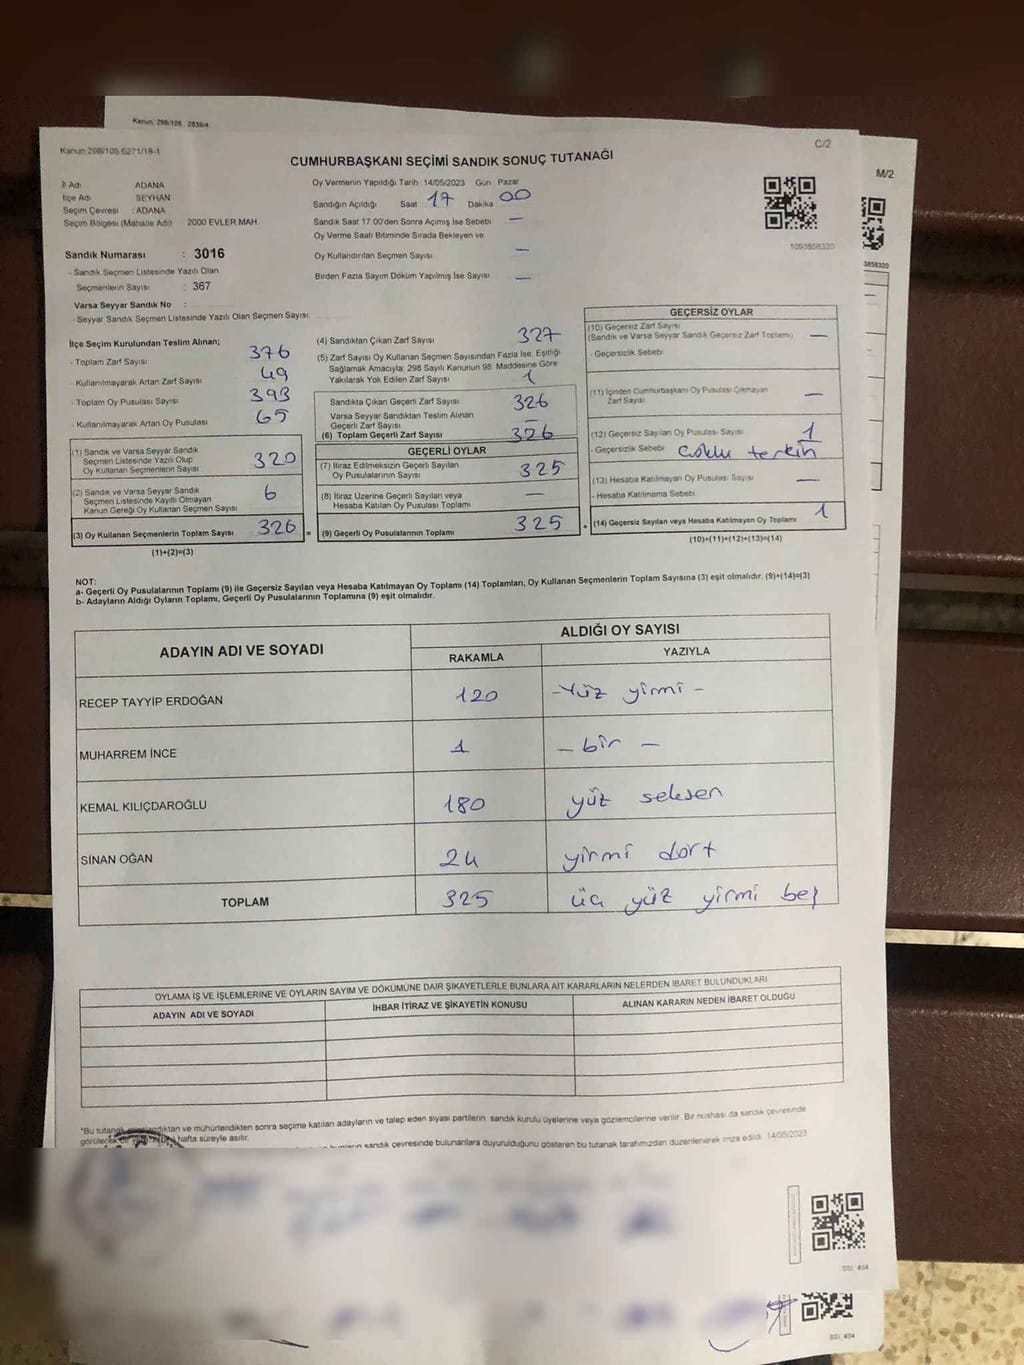 Kanun. 298/105 2839/4
Kanun 298/105,6271/18-1
C/2
M/2
CUMHURBAŞKANI SEÇİMİ SANDIK SONUÇ TUTANAĞI
İl Adı ADANA
İlçe Adı SEYHAN
Seçim Çevresi : ADANA
Seçim Bölgesi (Mahalle Adı) 2000 EVLER MAH.
Oy Vermenin Yapıldığı Tarih :14/05/2023 Gün Pazar
Sandığın Açıldığı Saat 17 Dakika 00
Sandık Saat 17.00'den Sonra Açımış İse Sebebi —
Oy Verme Saati Bitiminde Sırada Bekleyen ve
Oy Kullandırılan Seçmen Sayısı —
Birden Fazla Sayım Döküm Yapılmış İse Sayısı —
1093858330
3858330
Sandık Numarası : 3016
- Sandık Seçmen Listesinde Yazılı Olan
Seçmenlerin Sayısı : 367
Varsa Seyyar Sandık No :
- Seyyar Sandık Seçmen Listesinde Yazılı Olan Seçmen Sayısı:
İlçe Seçim Kurulundan Teslim Alınan;
- Toplam Zarf Sayısı 376
- Kullanılmayarak Artan Zarf Sayısı 49
- Toplam Oy Pusulası Sayısı 393
- Kullanılmayarak Artan Oy Pusulası 65
(1) Sandık ve Varsa Seyyar Sandık
Seçmen Listesinde Yazılı Olup
Oy Kullanan Seçmenlerin Sayısı 320
(2) Sandık ve Varsa Seyyar Sandık
Seçmen Listesinde Kayıtlı Olmayan
Kanun Gereği Oy Kullanan Seçmen Sayısı 6
(3) Oy Kullanan Seçmenlerin Toplam Sayısı 326 =
(1)+(2)=(3)
(4) Sandıktan Çıkan Zarf Sayısı 327
(5) Zarf Sayısı Oy Kullanan Seçmen Sayısından Fazla İse, Eşitliği
Sağlamak Amacıyla; 298 Sayılı Kanunun 98. Maddesine Göre
Yakılarak Yok Edilen Zarf Sayısı 1
Sandıkta Çıkan Geçerli Zarf Sayısı 326
Varsa Seyyar Sandıktan Teslim Alınan
Geçerli Zarf Sayısı —
(6) Toplam Geçerli Zarf Sayısı 326
GEÇERLİ OYLAR
(7) İtiraz Edilmeksizin Geçerli Sayılan
Oy Pusulalarının Sayısı 325
(8) İtiraz Üzerine Geçerli Sayılan veya
Hesaba Katılan Oy Pusulası Toplamı —
(9) Geçerli Oy Pusulalarının Toplamı 325 +
GEÇERSİZ OYLAR
(10) Geçersiz Zarf Sayısı
(Sandık ve Varsa Seyyar Sandık Geçersiz Zarf Toplamı) —
- Geçersizlik Sebebi:
(11) İçinden Cumhurbaşkanı Oy Pusulası Çıkmayan
Zarf Sayısı —
(12) Geçersiz Sayılan Oy Pusulası Sayısı 1
- Geçersizlik Sebebi
(13) Hesaba Katılmayan Oy Pusulası Sayısı —
- Hesaba Katılmama Sebebi
(14) Geçersiz Sayılan veya Hesaba Katılmayan Oy Toplamı 1
(10)+(11)+(12)+(13)=(14)
NOT:
a- Geçerli Oy Pusulalarının Toplamı (9) ile Geçersiz Sayılan veya Hesaba Katılmayan Oy Toplamı (14) Toplamları, Oy Kullanan Seçmenlerin Toplam Sayısına (3) eşit olmalıdır. (9)+(14)=(3)
b- Adayların Aldığı Oyların Toplamı, Geçerli Oy Pusulalarının Toplamına (9) eşit olmalıdır.
ADAYIN ADI VE SOYADI
ALDIĞI OY SAYISI
RAKAMLA YAZIYLA
RECEP TAYYİP ERDOĞAN 120 - Yüz yirmi -
MUHARREM İNCE 1 - bir -
KEMAL KILIÇDAROĞLU 180 yüz seksen
SİNAN OĞAN 24 yirmi dört
TOPLAM 325 üç yüz yirmi beş
OYLAMA İŞ VE İŞLEMLERİNE VE OYLARIN SAYIM VE DÖKÜMÜNE DAİR ŞİKAYETLERLE BUNLARA AİT KARARLARIN NELERDEN İBARET BULUNDUKLARI
ADAYIN ADI VE SOYADI İHBAR İTİRAZ VE ŞİKAYETİN KONUSU ALINAN KARARIN NEDEN İBARET OLDUĞU
*Bu tutanak imzalandıktan ve mühürlendikten sonra seçime katılan adayların ve talep eden siyasi partilerin sandık kurulu üyelerine veya gözlemcilerine verilir. Bir nüshası da sandık çevresinde
görülecek hafta süreyle asılır.
sandık çevresinde bulunanlara duyurulduğunu gösteren bu tutanak tarafımızdan düzenlenerek imza edildi. 14/05/2023